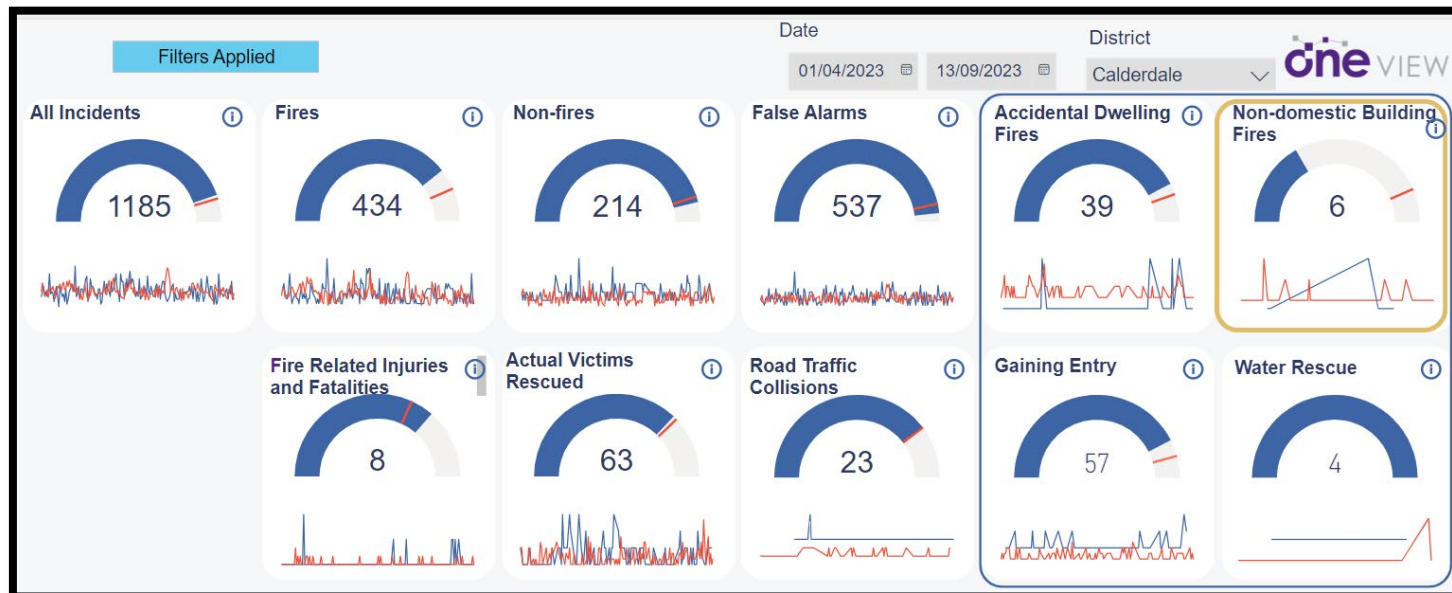 Filters Applied
Date
01/04/2023
13/09/2023
District
Calderdale
one VIEW
All Incidents
1185
Fires
434
Non-fires
214
False Alarms
537
Accidental Dwelling
Fires
39
Non-domestic Building
Fires
6
Fire Related Injuries
and Fatalities
8
Actual Victims
Rescued
63
Road Traffic
Collisions
23
Gaining Entry
57
Water Rescue
4